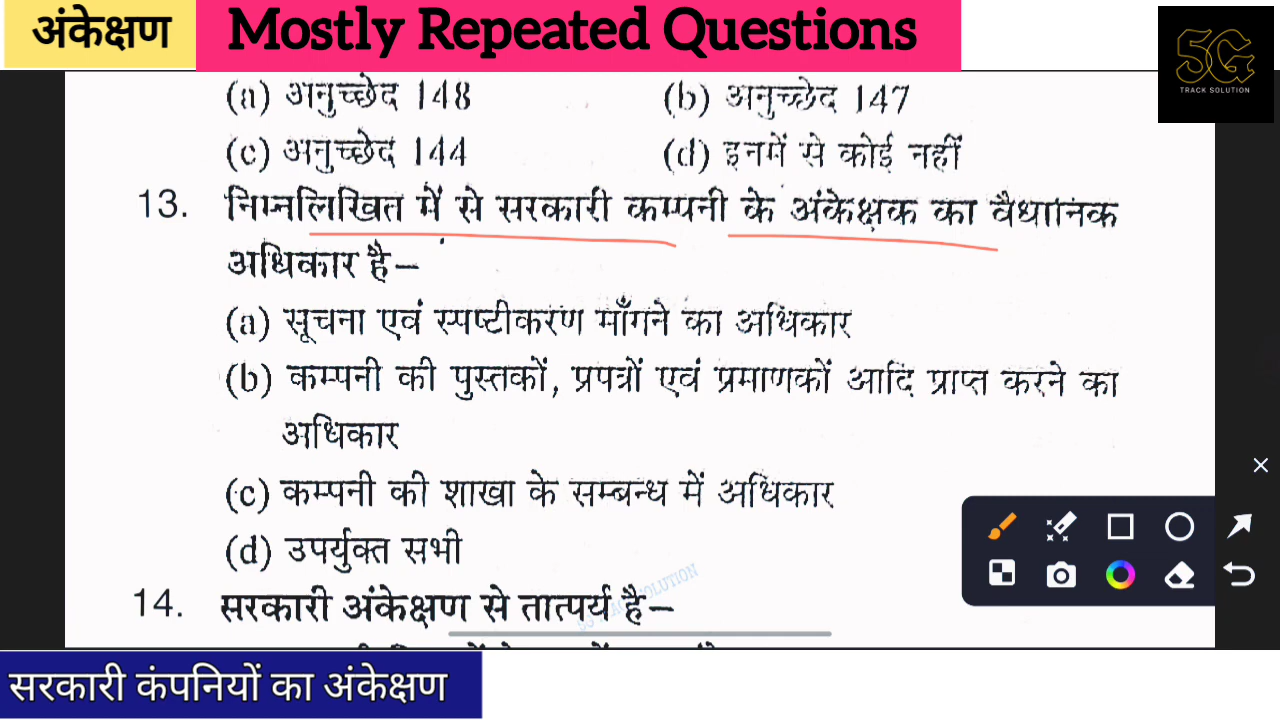 अंकेक्षण
Mostly Repeated Questions
5G
TRACK SOLUTION
(a) अनुच्छेद 148 (b) अनुच्छेद 147
(c) अनुच्छेद 144 (d) इनमें से कोई नहीं
13. निम्नलिखित में से सरकारी कम्पनी के अंकेक्षक का वैधानिक
अधिकार है–
(a) सूचना एवं स्पष्टीकरण माँगने का अधिकार
(b) कम्पनी की पुस्तकों, प्रपत्रों एवं प्रमाणकों आदि प्राप्त करने का
अधिकार
(c) कम्पनी की शाखा के सम्बन्ध में अधिकार
(d) उपर्युक्त सभी
14. सरकारी अंकेक्षण से तात्पर्य है–
सरकारी कंपनियों का अंकेक्षण